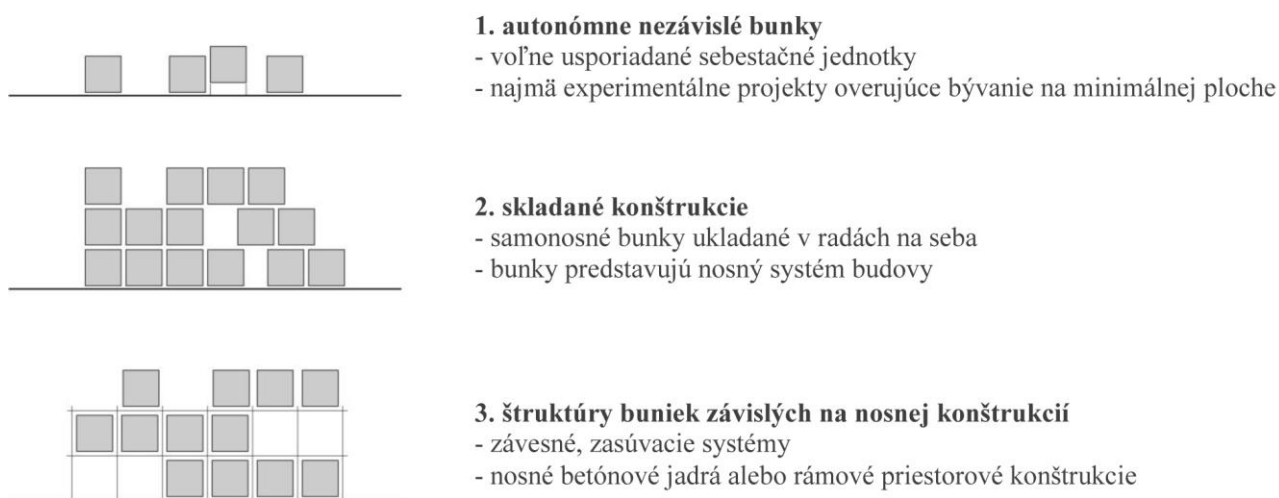 1. autonómne nezávislé bunky
- voľne usporiadané sebestačné jednotky
- najmä experimentálne projekty overujúce bývanie na minimálnej ploche
2. skladané konštrukcie
- samonosné bunky ukladané v radách na seba
- bunky predstavujú nosný systém budovy
3. štruktúry buniek závislých na nosnej konštrukcií
- závesné, zasúvacie systémy
- nosné betónové jadrá alebo rámové priestorové konštrukcie